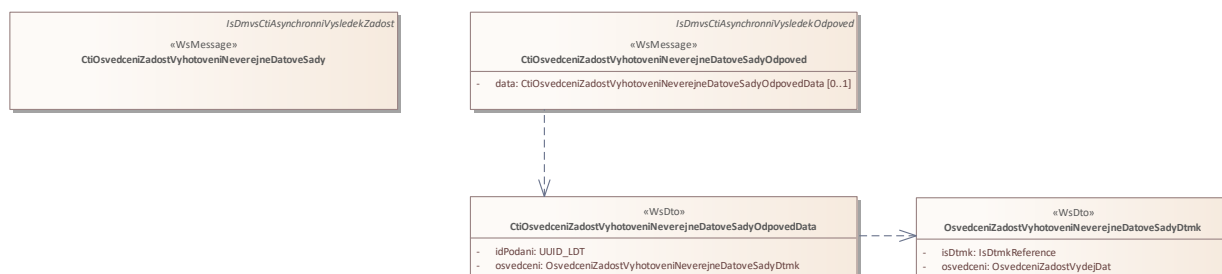 IsDmvsCtiAsynchronniVysledekZadost
«WsMessage»
CtiOsvedceniZadostVyhotoveniNeverejneDatoveSady
IsDmvsCtiAsynchronniVysledekOdpoved
«WsMessage»
CtiOsvedceniZadostVyhotoveniNeverejneDatoveSadyOdpoved
- data: CtiOsvedceniZadostVyhotoveniNeverejneDatoveSadyOdpovedData [0..1]
«WsDto»
CtiOsvedceniZadostVyhotoveniNeverejneDatoveSadyOdpovedData
- idPodani: UUID_LDT
- osvedceni: OsvedceniZadostVyhotoveniNeverejneDatoveSadyDtmk
«WsDto»
OsvedceniZadostVyhotoveniNeverejneDatoveSadyDtmk
- isDtmk: IsDtmkReference
- osvedceni: OsvedceniZadostVydejDat